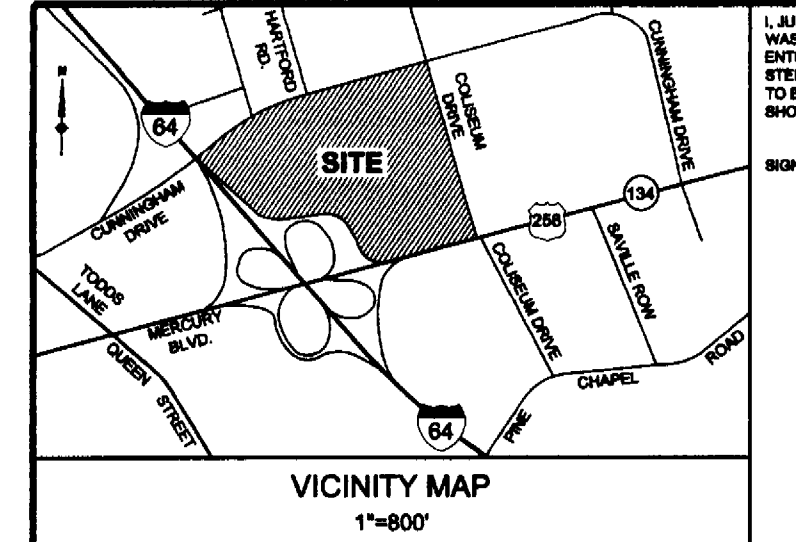 HARTFORD
RD.
COLISEUM
DRIVE
CUNNINGHAM DRIVE
64
N
SITE
134
258
CUNNINGHAM
DRIVE
SAVILLE ROW
TODDS
LANE
COLISEUM DRIVE
MERCURY
BLVD.
QUEEN STREET
CHAPEL
ROAD
PINE
64
VICINITY MAP
1"=800'
I, JU
WAS
ENTI
STE
TO B
SHO
SIGN